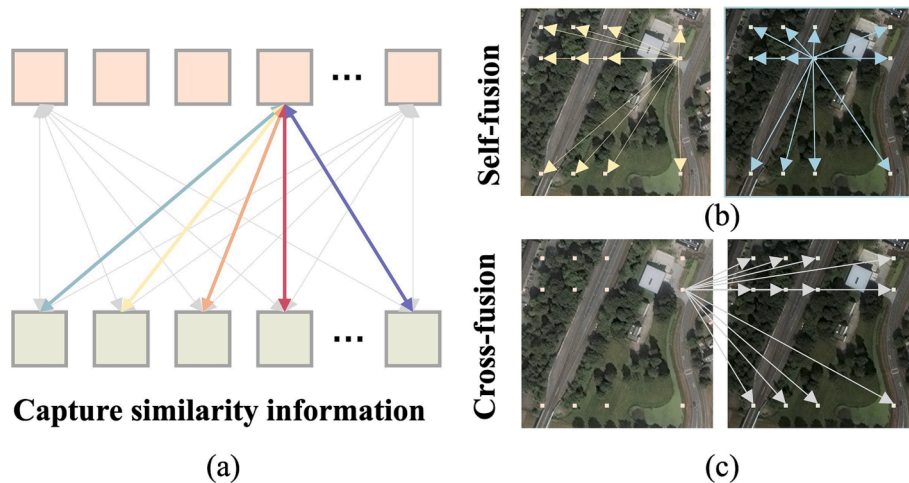 ...
...
Capture similarity information
(a)
Self-fusion
(b)
Cross-fusion
(c)